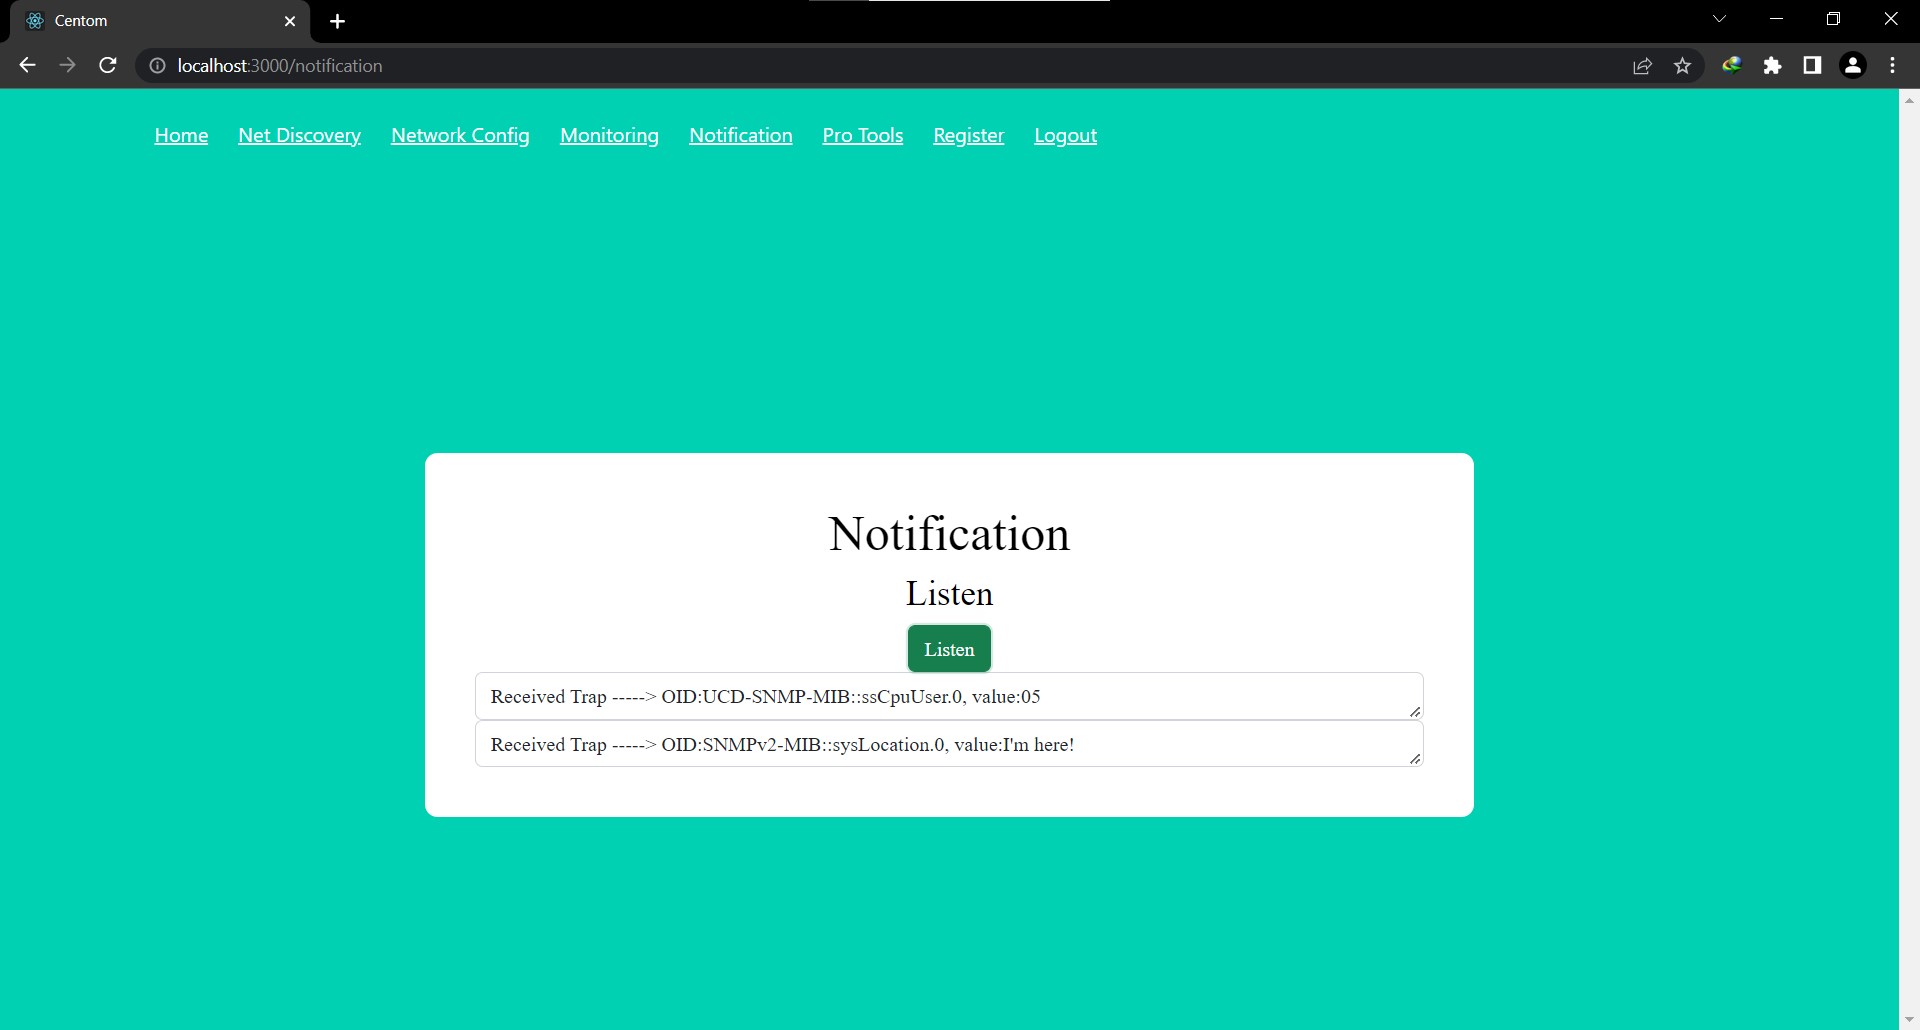 Centom
localhost:3000/notification
Home Net Discovery Network Config Monitoring Notification Pro Tools Register Logout
Notification
Listen
Listen
Received Trap -----> OID:UCD-SNMP-MIB::ssCpuUser.0, value:05
Received Trap -----> OID:SNMPv2-MIB::sysLocation.0, value:I'm here!